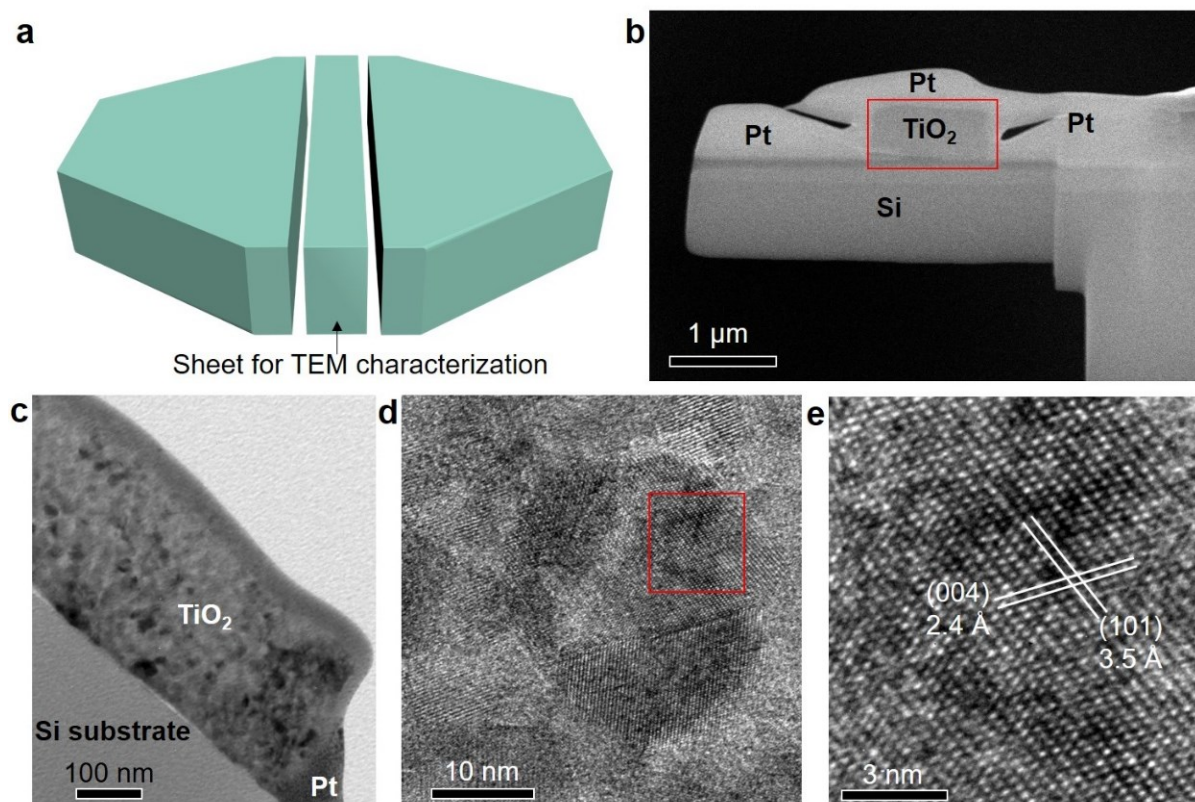 a
Sheet for TEM characterization
b
Pt
Pt
TiO₂
Pt
Si
1 µm
c
TiO₂
Si substrate
100 nm
Pt
d
10 nm
e
(004)
2.4 Å
(101)
3.5 Å
3 nm